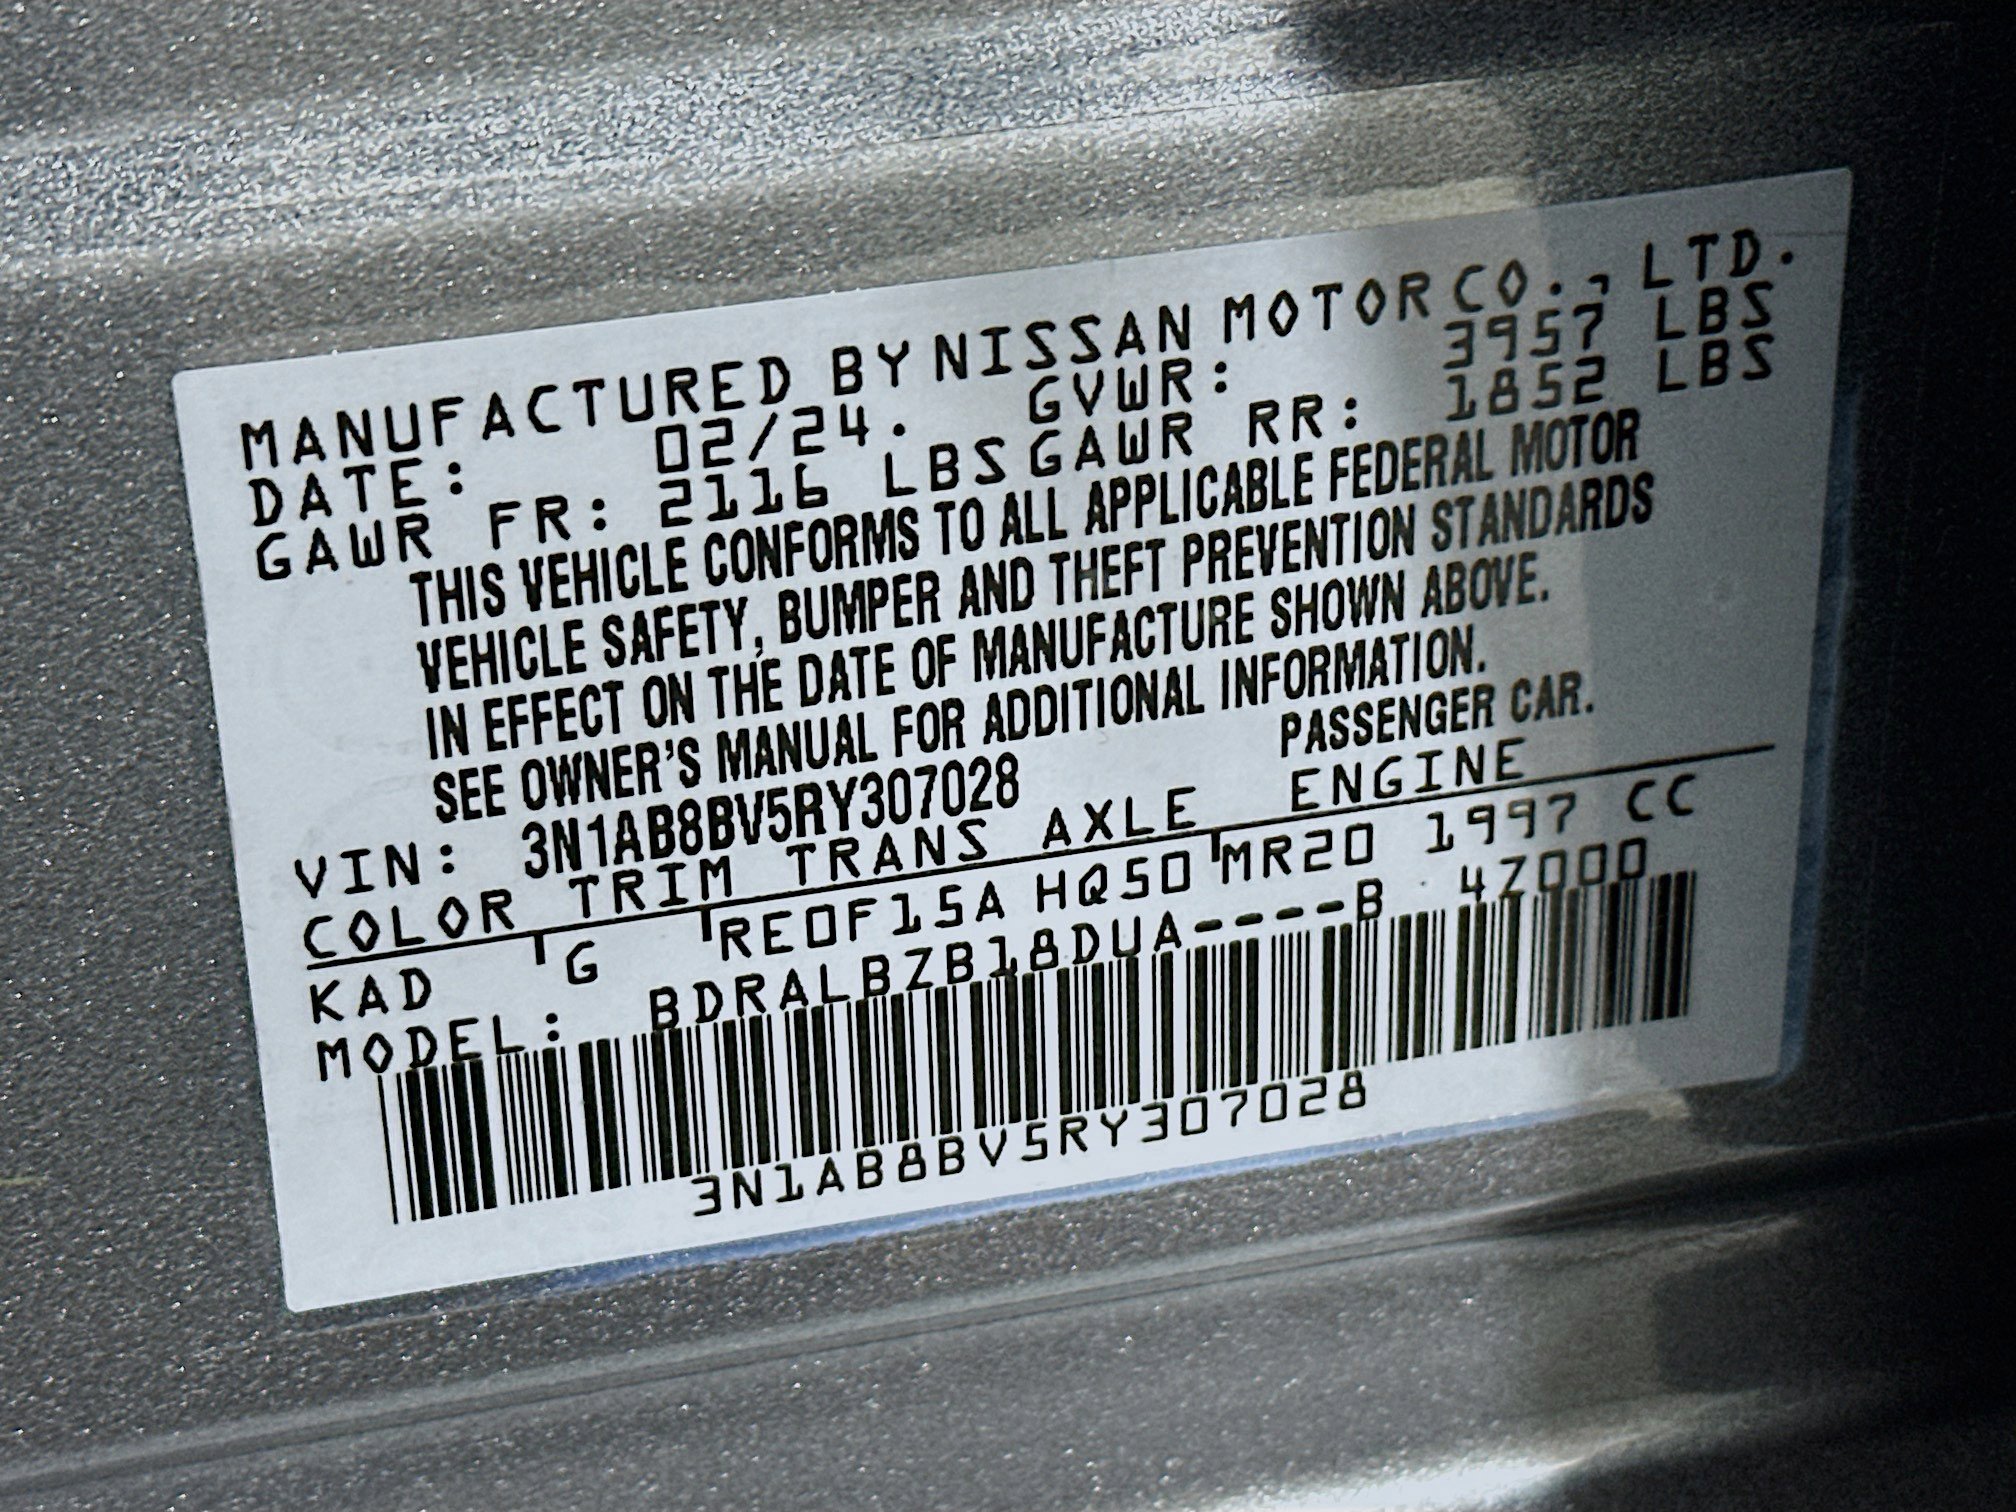 MANUFACTURED BY NISSAN MOTOR CO., LTD.
DATE: 02/24. GVWR: 3957 LBS
GAWR FR: 2116 LBS GAWR RR: 1852 LBS
THIS VEHICLE CONFORMS TO ALL APPLICABLE FEDERAL MOTOR
VEHICLE SAFETY, BUMPER AND THEFT PREVENTION STANDARDS
IN EFFECT ON THE DATE OF MANUFACTURE SHOWN ABOVE.
SEE OWNER'S MANUAL FOR ADDITIONAL INFORMATION.
VIN: 3N1AB8BV5RY307028 PASSENGER CAR.
COLOR TRIM TRANS AXLE ENGINE
KAD G RE0F15A HQ50 MR20 1997 CC
MODEL: BDRALBZB18DUA----B 4Z000
3N1AB8BV5RY307028